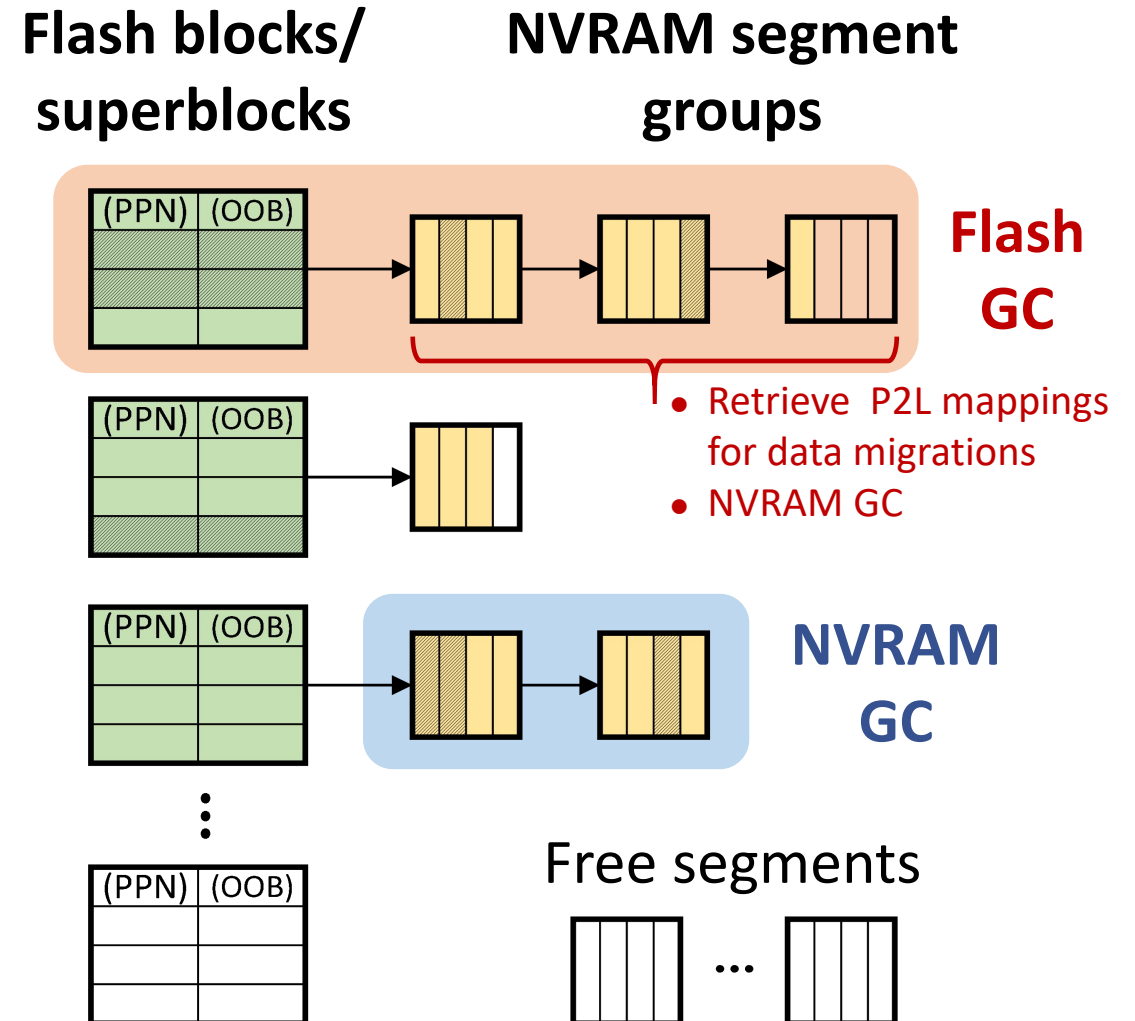 Flash blocks/
superblocks
NVRAM segment
groups
(PPN) (OOB)
Flash
GC
• Retrieve P2L mappings
for data migrations
• NVRAM GC
(PPN) (OOB)
(PPN) (OOB)
NVRAM
GC
⋮
(PPN) (OOB)
Free segments
...